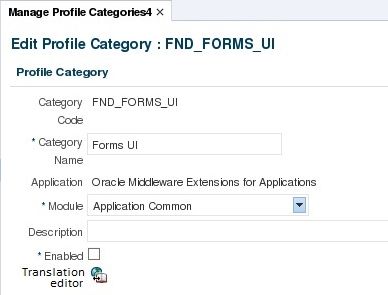 Manage Profile Categories4 ×
Edit Profile Category : FND_FORMS_UI
Profile Category
Category Code FND_FORMS_UI
* Category Name Forms UI
Application Oracle Middleware Extensions for Applications
* Module Application Common
Description
* Enabled
Translation editor